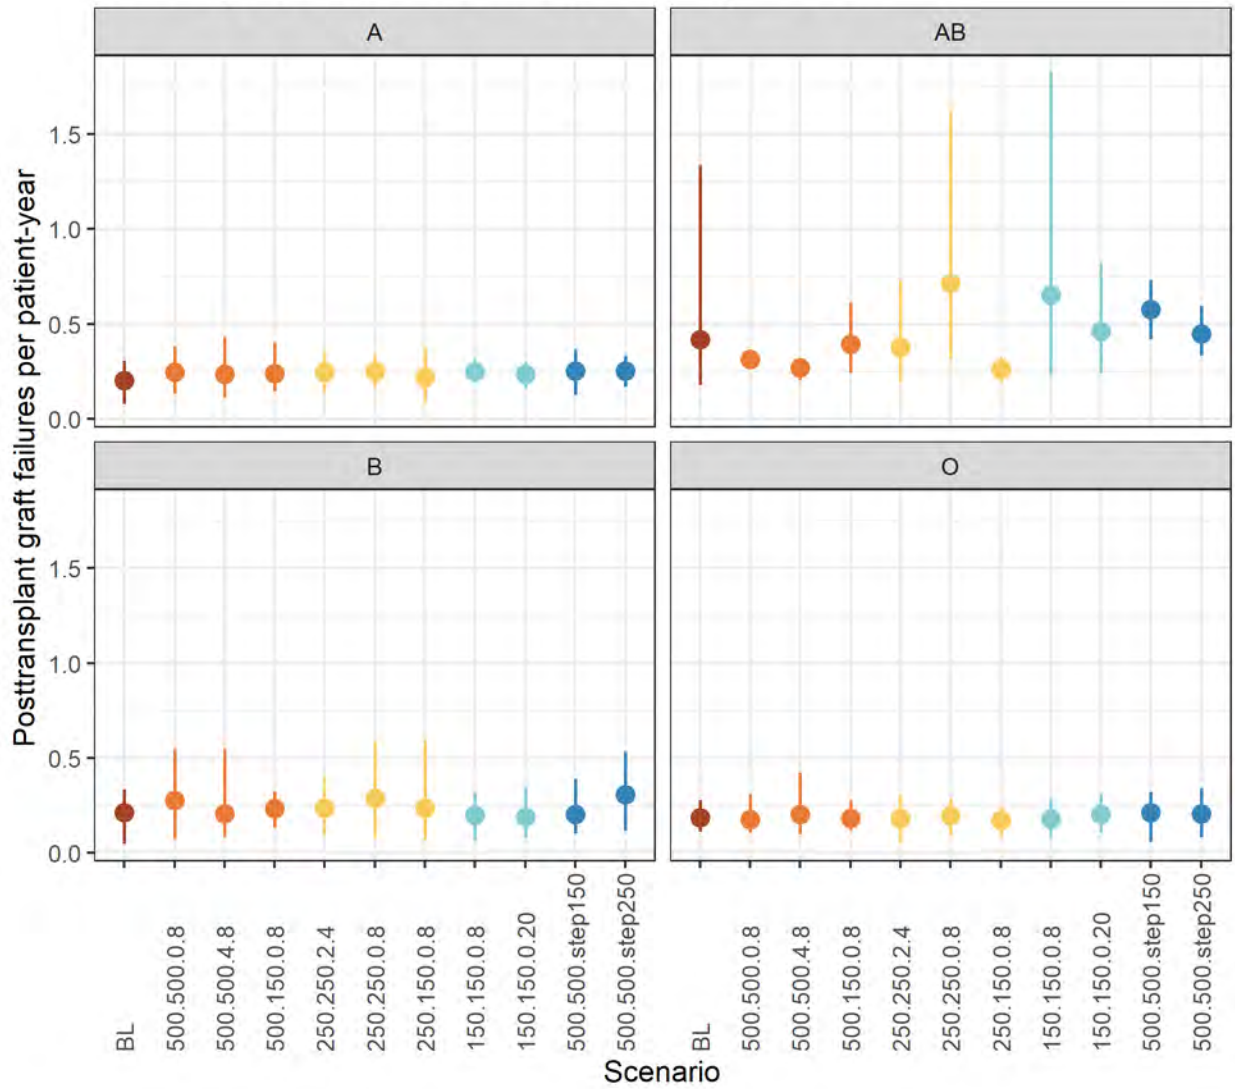 A
AB
Posttransplant graft failures per patient-year
1.5
1.0
0.5
0.0
B
O
1.5
1.0
0.5
0.0
BL
500.500.0.8
500.500.4.8
500.150.0.8
250.250.2.4
250.250.0.8
250.150.0.8
150.150.0.8
150.150.0.20
500.500.step150
500.500.step250
BL
500.500.0.8
500.500.4.8
500.150.0.8
250.250.2.4
250.250.0.8
250.150.0.8
150.150.0.8
150.150.0.20
500.500.step150
500.500.step250
Scenario